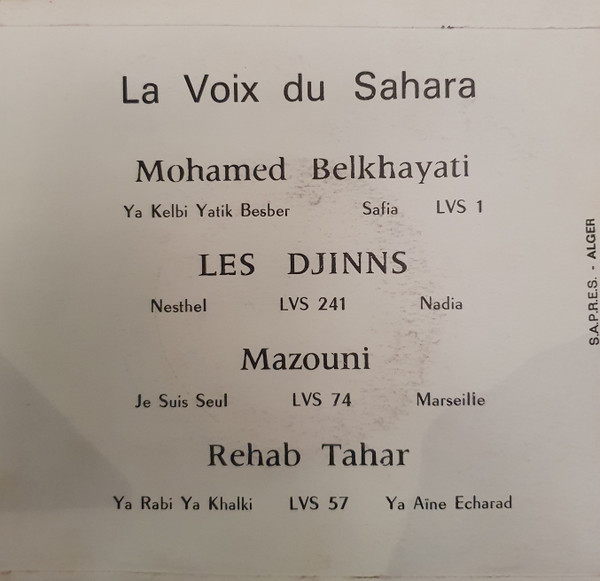 La Voix du Sahara
Mohamed Belkhayati
Ya Kelbi Yatik Besber Safia LVS 1
LES DJINNS
Nesthel LVS 241 Nadia
Mazouni
Je Suis Seul LVS 74 Marseille
Rehab Tahar
Ya Rabi Ya Khalki LVS 57 Ya Aïne Echarad
S.A.P.R.E.S. - ALGER